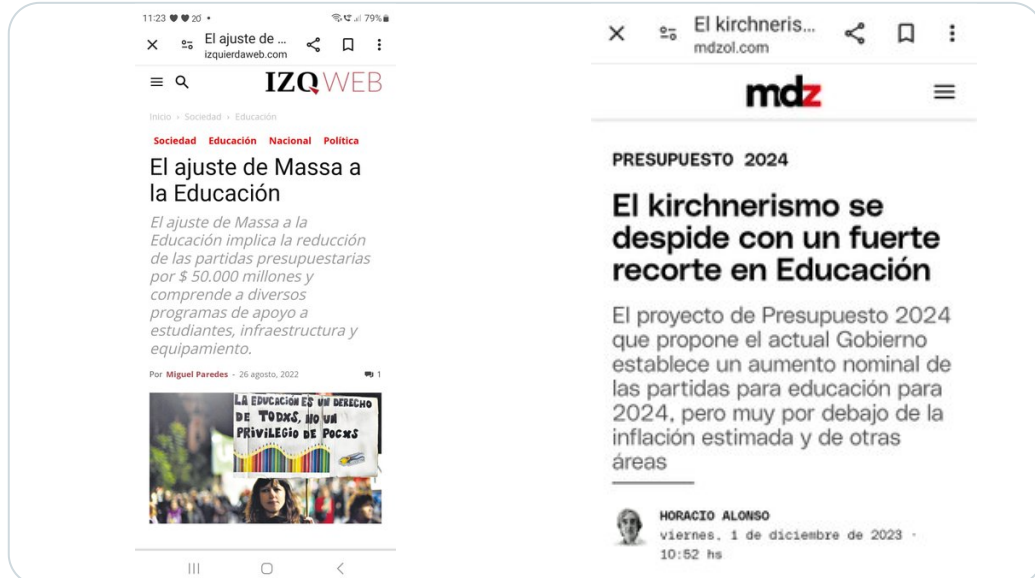 11:23
79%
El ajuste de ...
izquierdaweb.com
IZQWEB
Inicio › Sociedad › Educación
Sociedad Educación Nacional Política
El ajuste de Massa a
la Educación
El ajuste de Massa a la
Educación implica la reducción
de las partidas presupuestarias
por $ 50.000 millones y
comprende a diversos
programas de apoyo a
estudiantes, infraestructura y
equipamiento.
Por Miguel Paredes - 26 agosto, 2022
1
LA EDUCACIÓN ES UN DERECHO
DE TODXS, NO UN
PRIVILEGIO DE POCXS
El kirchneris...
mdzol.com
mdz
PRESUPUESTO 2024
El kirchnerismo se
despide con un fuerte
recorte en Educación
El proyecto de Presupuesto 2024
que propone el actual Gobierno
establece un aumento nominal de
las partidas para educación para
2024, pero muy por debajo de la
inflación estimada y de otras
áreas
HORACIO ALONSO
viernes, 1 de diciembre de 2023 ·
10:52 hs